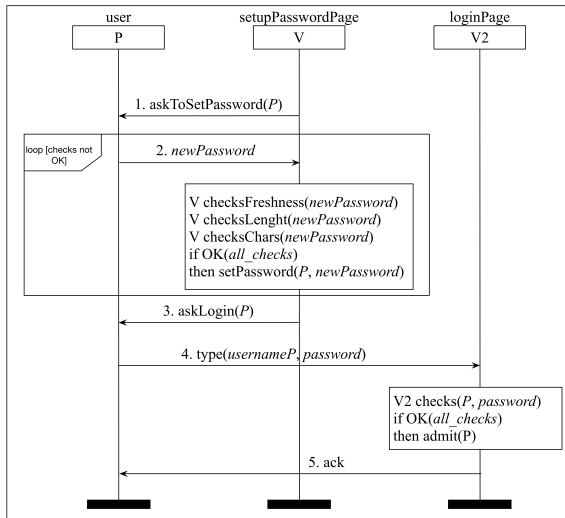 user setupPasswordPage loginPage
P V V2
1. askToSetPassword(P)
loop [checks not
OK]
2. newPassword
V checksFreshness(newPassword)
V checksLenght(newPassword)
V checksChars(newPassword)
if OK(all_checks)
then setPassword(P, newPassword)
3. askLogin(P)
4. type(usernameP, password)
V2 checks(P, password)
if OK(all_checks)
then admit(P)
5. ack